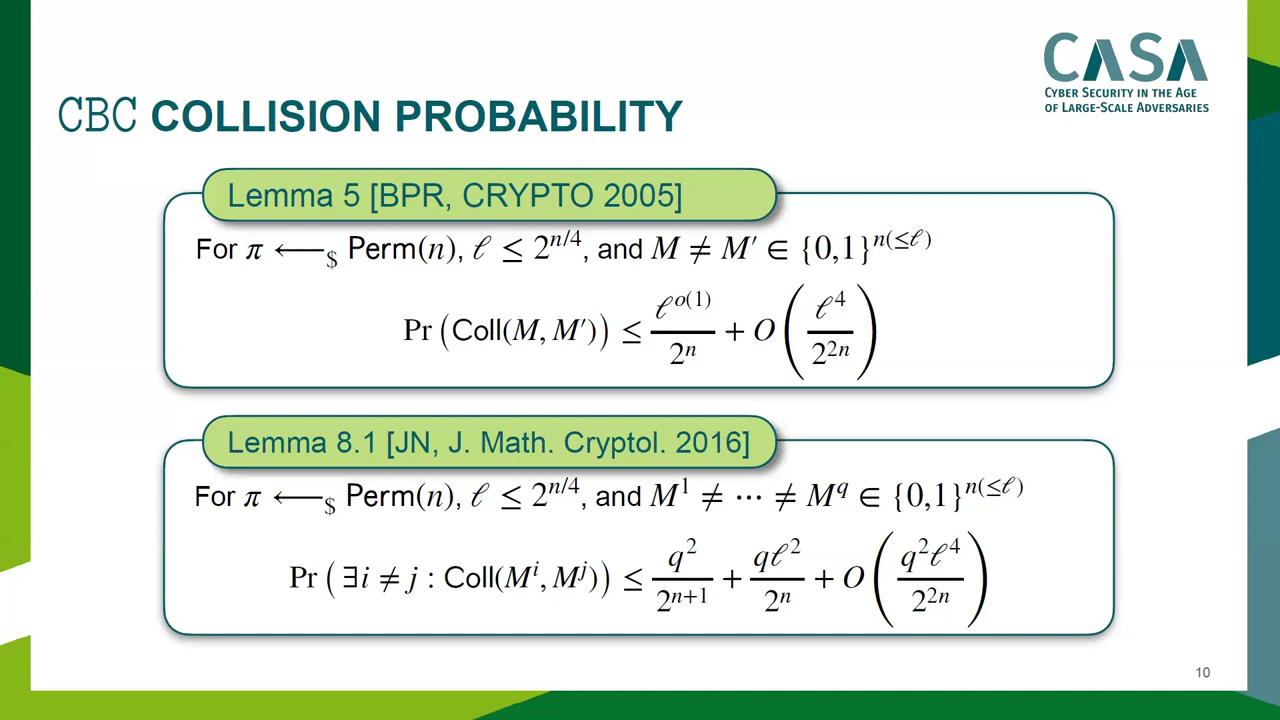 CASA
CYBER SECURITY IN THE AGE
OF LARGE-SCALE ADVERSARIES
CBC COLLISION PROBABILITY
Lemma 5 [BPR, CRYPTO 2005]
For π ⟵$ Perm(n), ℓ ≤ 2^{n/4}, and M ≠ M′ ∈ {0,1}^{n(≤ℓ)}
Pr (Coll(M, M′)) ≤ ℓ^{o(1)}/2^n + O(ℓ^4/2^{2n})
Lemma 8.1 [JN, J. Math. Cryptol. 2016]
For π ⟵$ Perm(n), ℓ ≤ 2^{n/4}, and M^1 ≠ ⋯ ≠ M^q ∈ {0,1}^{n(≤ℓ)}
Pr (∃i ≠ j : Coll(M^i, M^j)) ≤ q^2/2^{n+1} + qℓ^2/2^n + O(q^2ℓ^4/2^{2n})
10